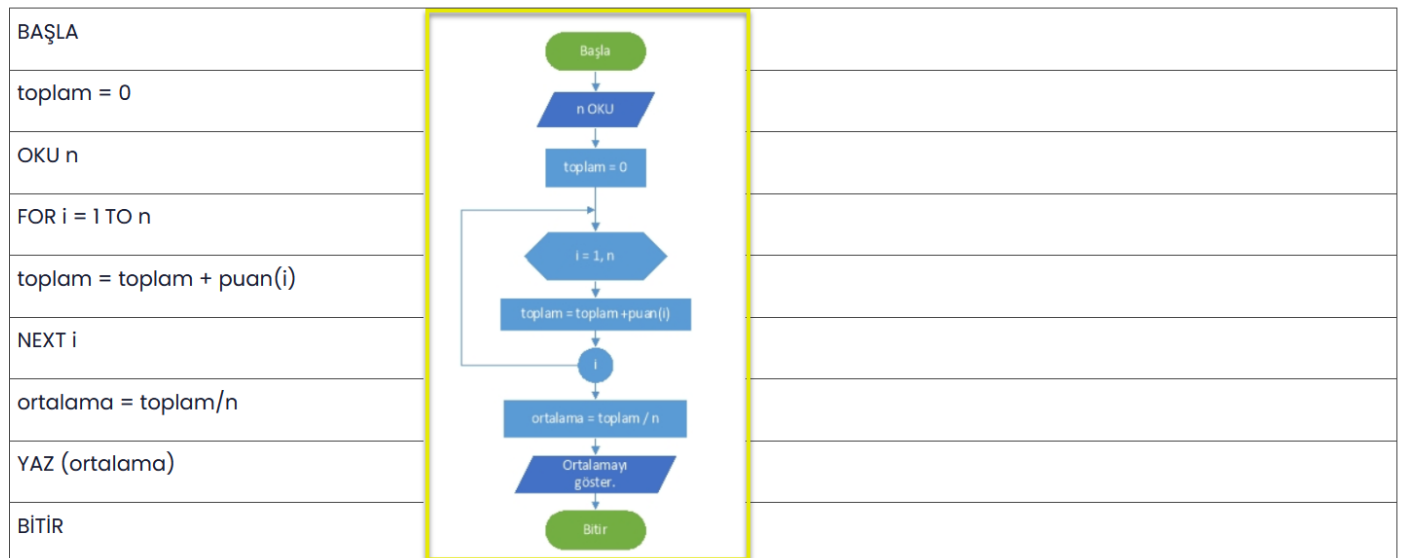 BAŞLA
toplam = 0
OKU n
FOR i = 1 TO n
toplam = toplam + puan(i)
NEXT i
ortalama = toplam/n
YAZ (ortalama)
BİTİR
Başla
n OKU
toplam = 0
i = 1, n
toplam = toplam +puan(i)
i
ortalama = toplam / n
Ortalamayı
göster.
Bitir